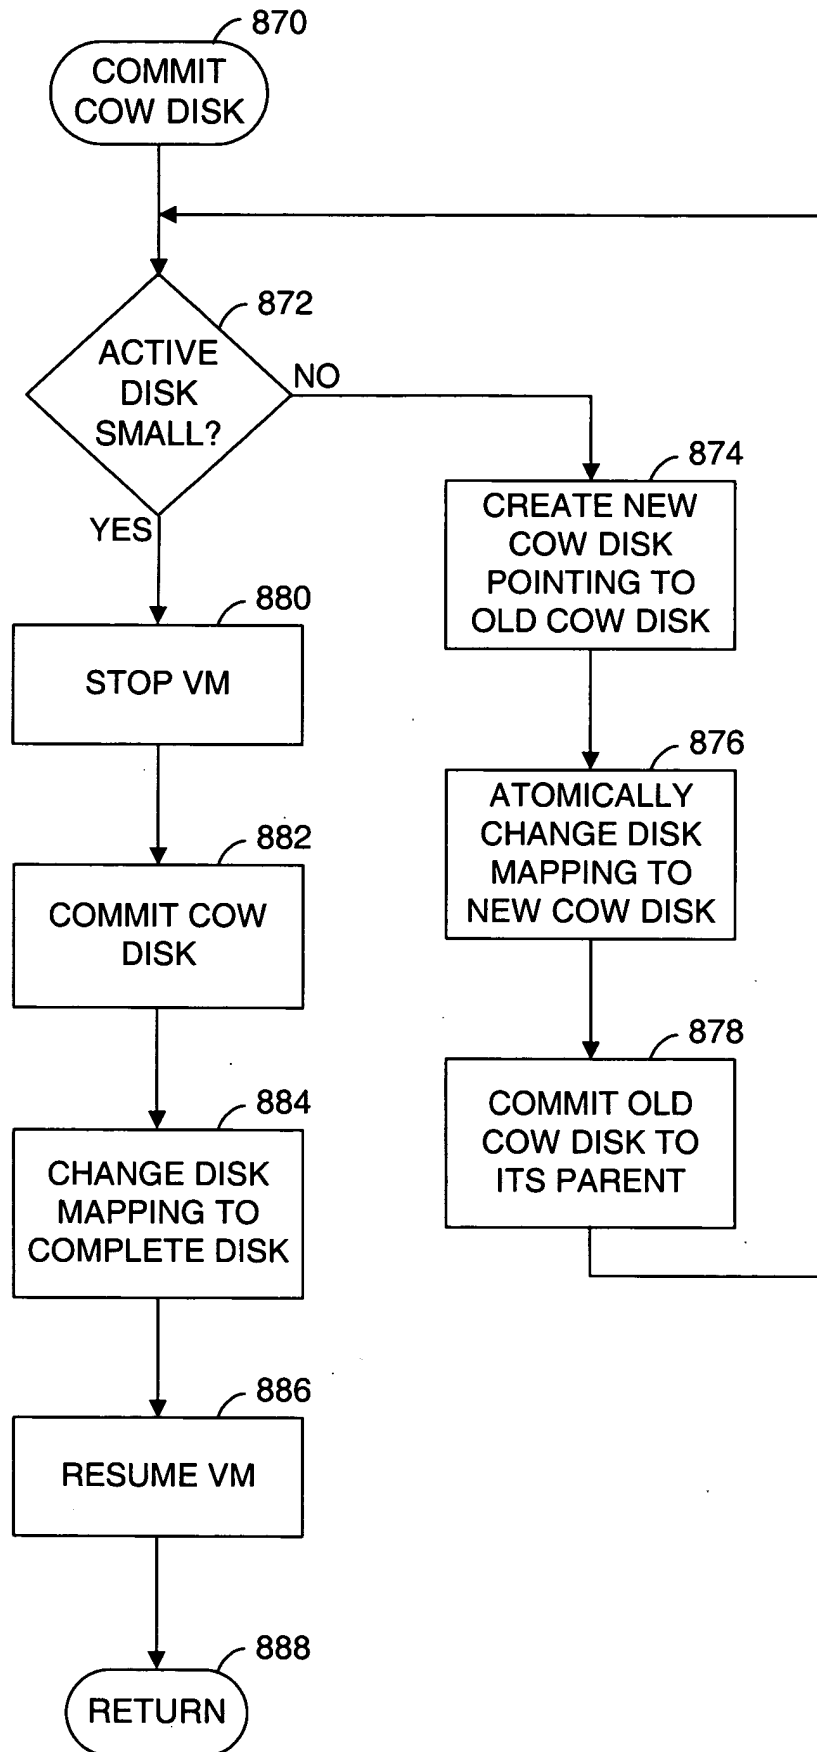 870
COMMIT
COW DISK
872
ACTIVE
DISK
SMALL?
NO
YES
874
CREATE NEW
COW DISK
POINTING TO
OLD COW DISK
876
ATOMICALLY
CHANGE DISK
MAPPING TO
NEW COW DISK
878
COMMIT OLD
COW DISK TO
ITS PARENT
880
STOP VM
882
COMMIT COW
DISK
884
CHANGE DISK
MAPPING TO
COMPLETE DISK
886
RESUME VM
888
RETURN